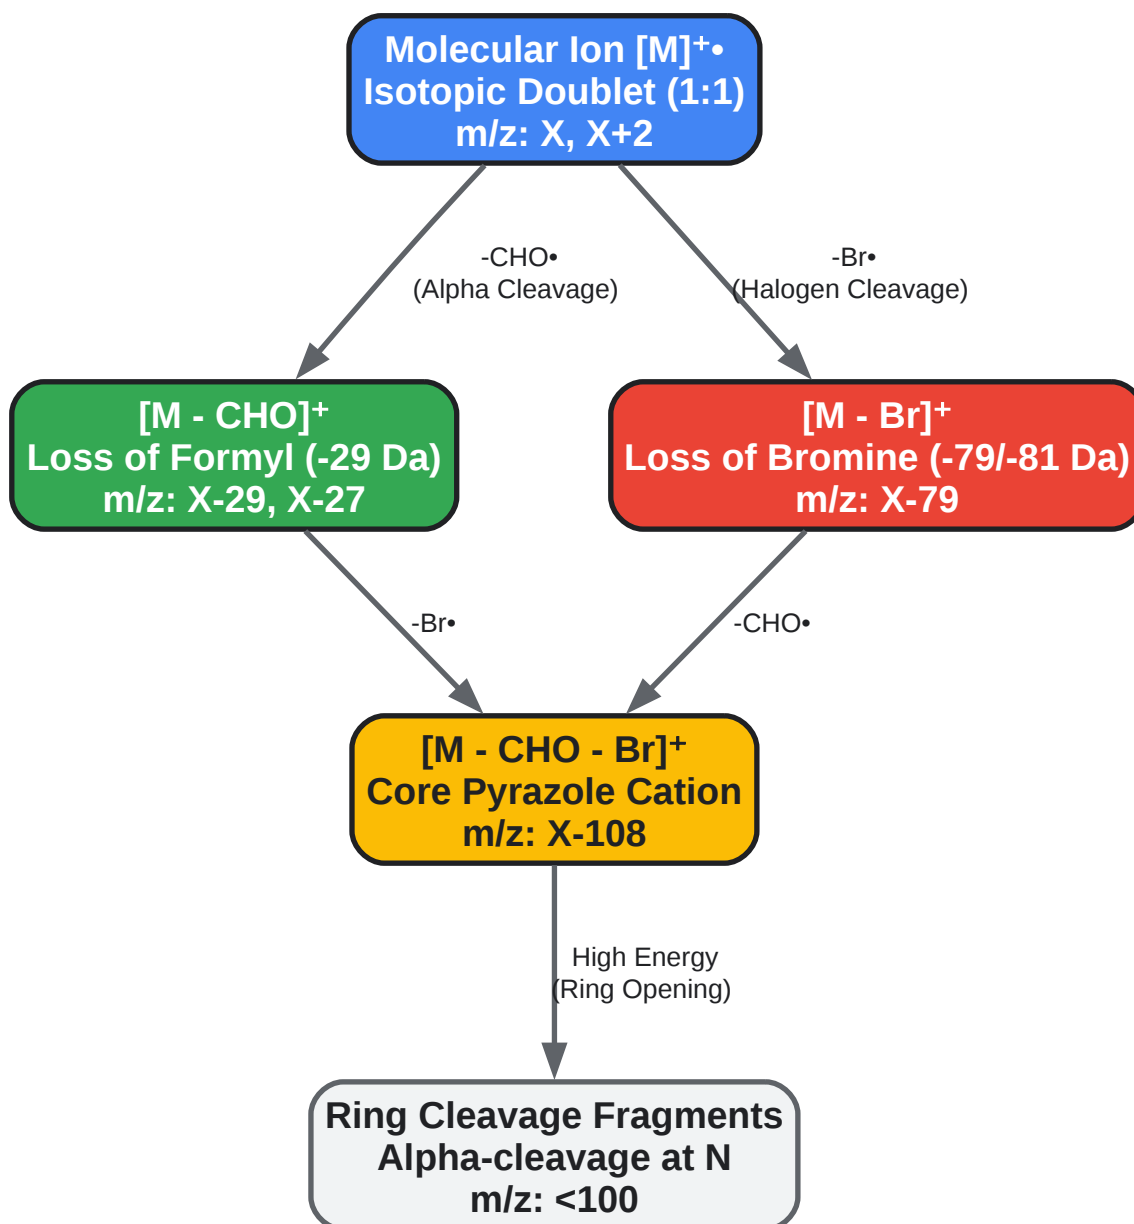 Molecular Ion [M]⁺•
Isotopic Doublet (1:1)
m/z: X, X+2
-CHO•
(Alpha Cleavage)
-Br•
(Halogen Cleavage)
[M - CHO]⁺
Loss of Formyl (-29 Da)
m/z: X-29, X-27
[M - Br]⁺
Loss of Bromine (-79/-81 Da)
m/z: X-79
-Br•
-CHO•
[M - CHO - Br]⁺
Core Pyrazole Cation
m/z: X-108
High Energy
(Ring Opening)
Ring Cleavage Fragments
Alpha-cleavage at N
m/z: <100